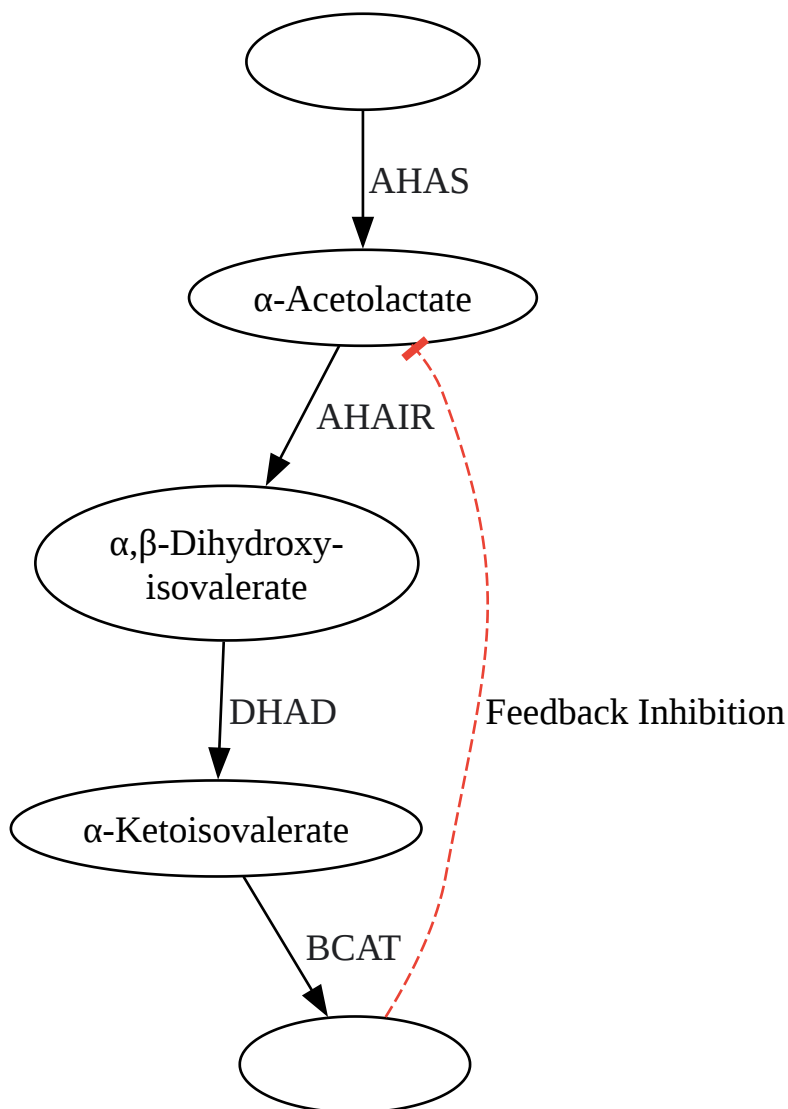 AHAS
α-Acetolactate
AHAIR
α,β-Dihydroxy-
isovalerate
DHAD
Feedback Inhibition
α-Ketoisovalerate
BCAT